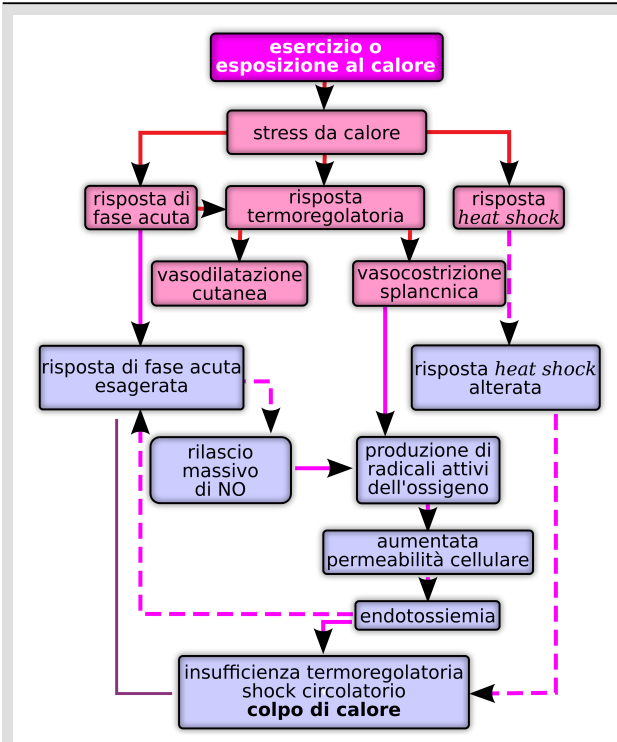 esercizio o
esposizione al calore
stress da calore
risposta di
fase acuta
risposta
termoregolatoria
risposta
heat shock
vasodilatazione
cutanea
vasocostrizione
splancnica
risposta di fase acuta
esagerata
risposta heat shock
alterata
rilascio
massivo
di NO
produzione di
radicali attivi
dell'ossigeno
aumentata
permeabilità cellulare
endotossiemia
insufficienza termoregolatoria
shock circolatorio
colpo di calore